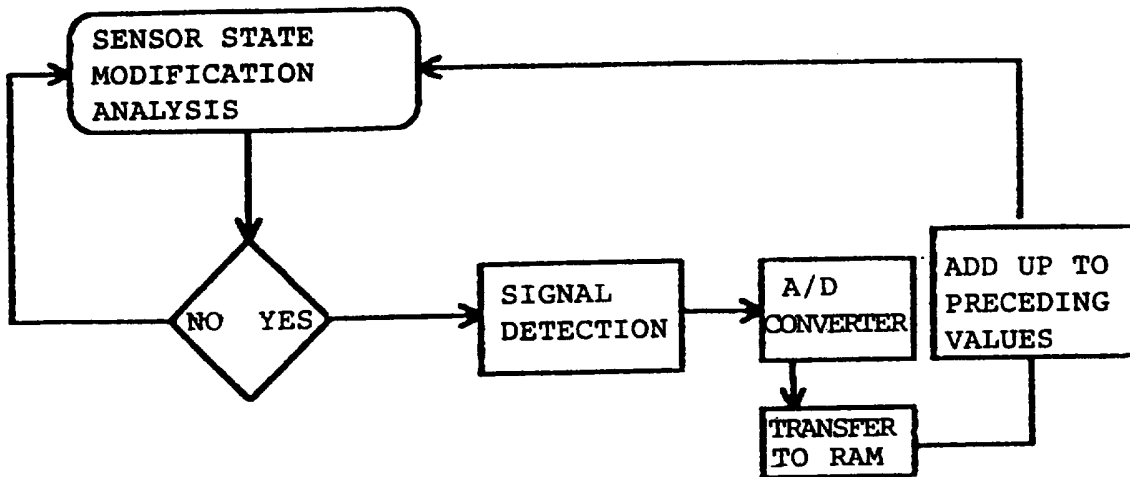 SENSOR STATE
MODIFICATION
ANALYSIS
NO YES
SIGNAL
DETECTION
A/D
CONVERTER
TRANSFER
TO RAM
ADD UP TO
PRECEDING
VALUES